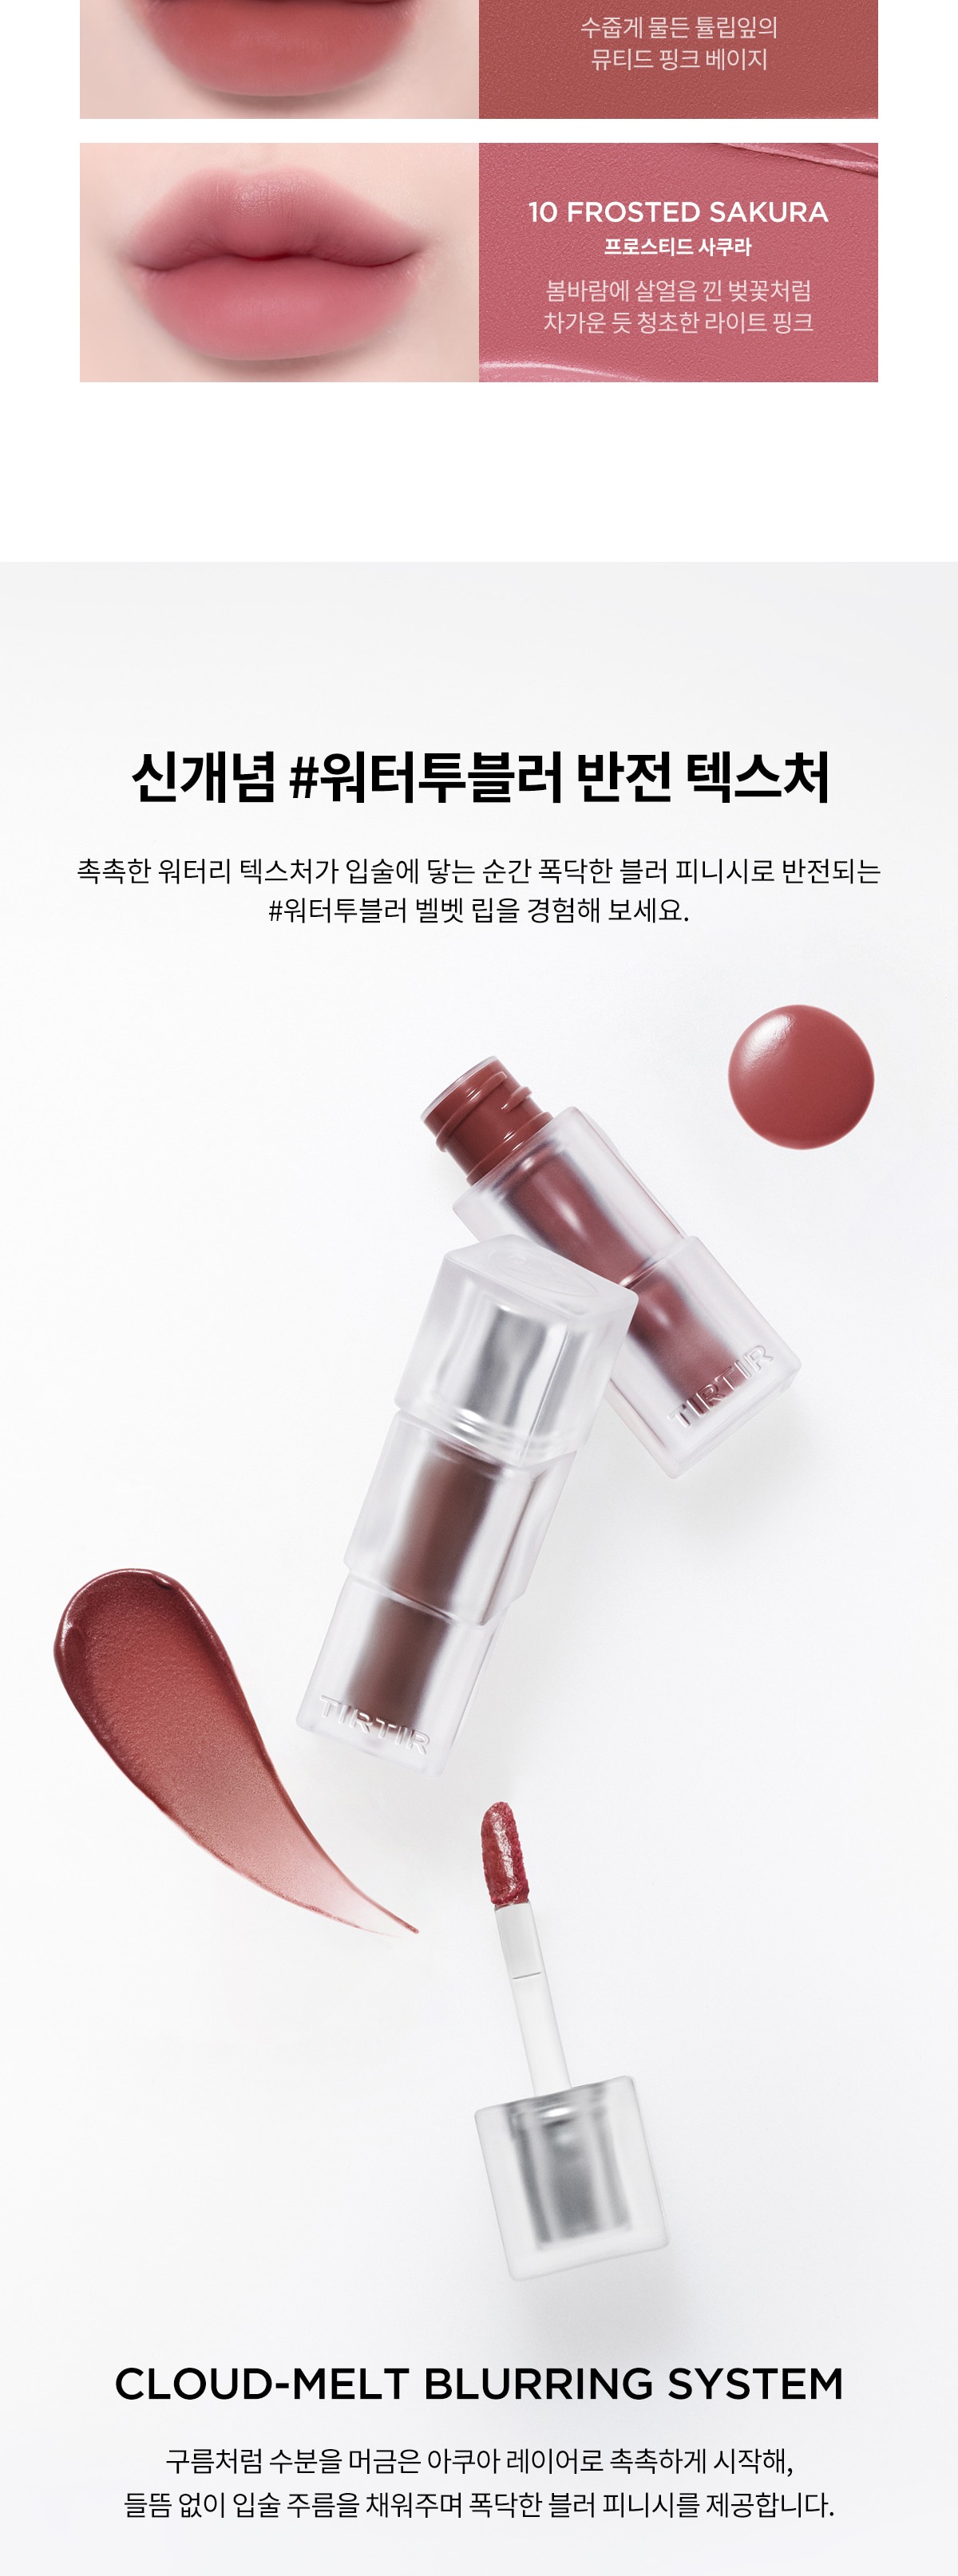 수줍게 물든 튤립잎의
뮤티드 핑크 베이지
10 FROSTED SAKURA
프로스티드 사쿠라
봄바람에 살얼음 낀 벚꽃처럼
차가운 듯 청초한 라이트 핑크
신개념 #워터투블러 반전 텍스처
촉촉한 워터리 텍스처가 입술에 닿는 순간 폭닥한 블러 피니시로 반전되는
#워터투블러 벨벳 립을 경험해 보세요.
TIRTIR
TIRTIR
CLOUD-MELT BLURRING SYSTEM
구름처럼 수분을 머금은 아쿠아 레이어로 촉촉하게 시작해,
들뜸 없이 입술 주름을 채워주며 폭닥한 블러 피니시를 제공합니다.